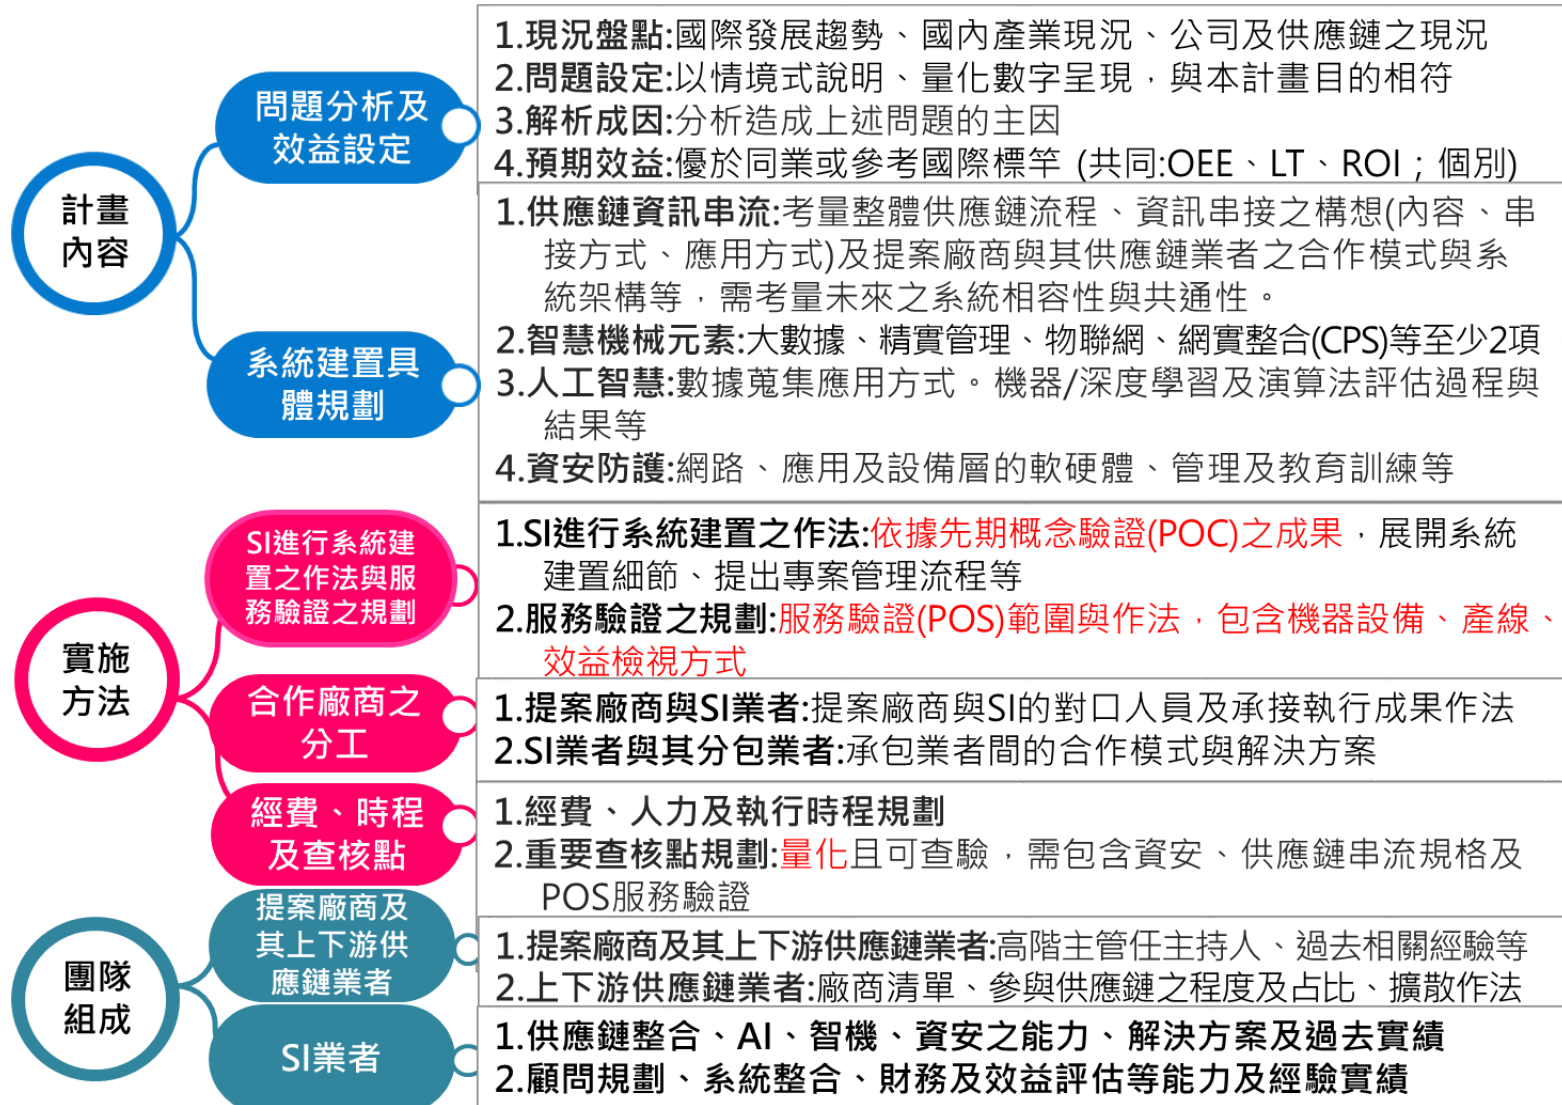 計畫
內容
問題分析及
效益設定
1.現況盤點:國際發展趨勢、國內產業現況、公司及供應鏈之現況
2.問題設定:以情境式說明、量化數字呈現，與本計畫目的相符
3.解析成因:分析造成上述問題的主因
4.預期效益:優於同業或參考國際標竿 (共同:OEE、LT、ROI；個別)
系統建置具
體規劃
1.供應鏈資訊串流:考量整體供應鏈流程、資訊串接之構想(內容、串
接方式、應用方式)及提案廠商與其供應鏈業者之合作模式與系
統架構等，需考量未來之系統相容性與共通性。
2.智慧機械元素:大數據、精實管理、物聯網、網實整合(CPS)等至少2項
3.人工智慧:數據蒐集應用方式。機器/深度學習及演算法評估過程與
結果等
4.資安防護:網路、應用及設備層的軟硬體、管理及教育訓練等
實施
方法
SI進行系統建
置之作法與服
務驗證之規劃
1.SI進行系統建置之作法:依據先期概念驗證(POC)之成果，展開系統
建置細節、提出專案管理流程等
2.服務驗證之規劃:服務驗證(POS)範圍與作法，包含機器設備、產線、
效益檢視方式
合作廠商之
分工
1.提案廠商與SI業者:提案廠商與SI的對口人員及承接執行成果作法
2.SI業者與其分包業者:承包業者間的合作模式與解決方案
經費、時程
及查核點
1.經費、人力及執行時程規劃
2.重要查核點規劃:量化且可查驗，需包含資安、供應鏈串流規格及
POS服務驗證
團隊
組成
提案廠商及
其上下游供
應鏈業者
1.提案廠商及其上下游供應鏈業者:高階主管任主持人、過去相關經驗等
2.上下游供應鏈業者:廠商清單、參與供應鏈之程度及占比、擴散作法
SI業者
1.供應鏈整合、AI、智機、資安之能力、解決方案及過去實績
2.顧問規劃、系統整合、財務及效益評估等能力及經驗實績